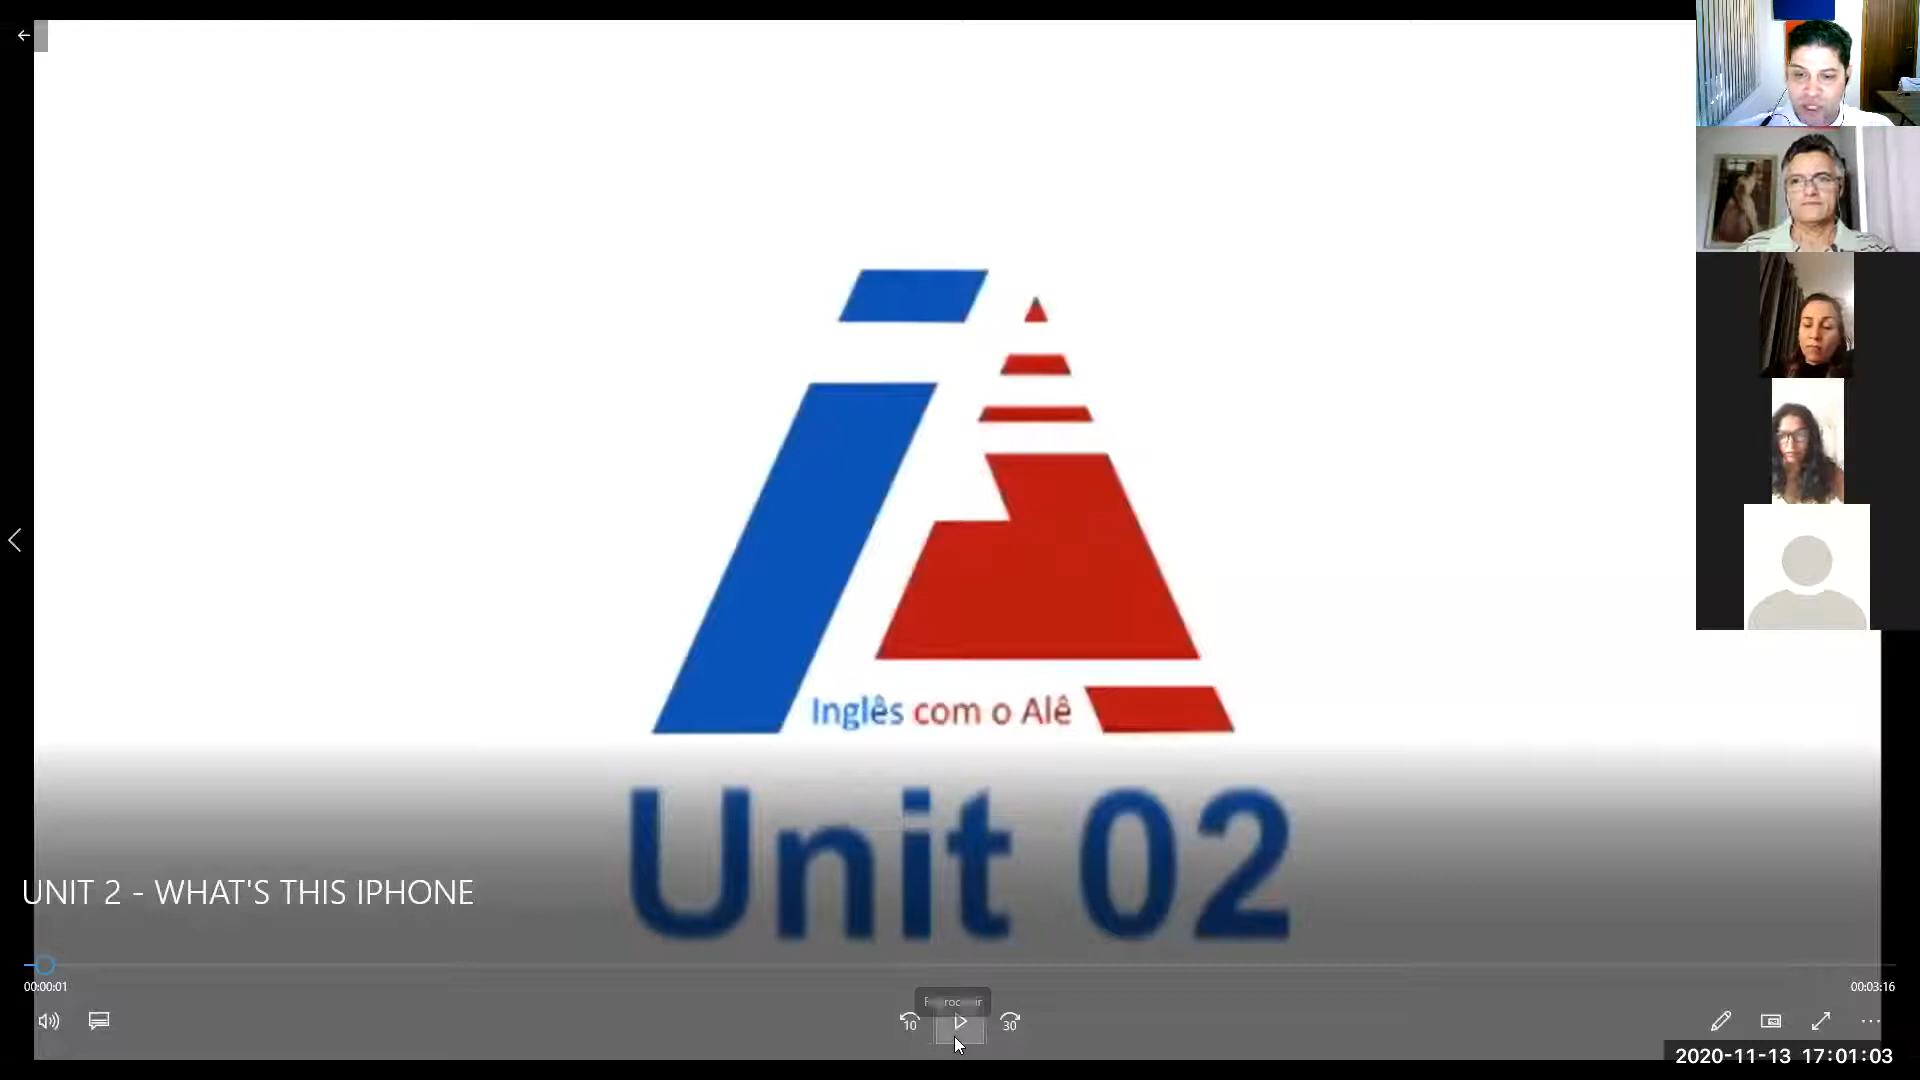 Inglês com o Alê
Unit 02
UNIT 2 - WHAT'S THIS IPHONE
00:00:01
00:03:16
10
30
2020-11-13 17:01:03